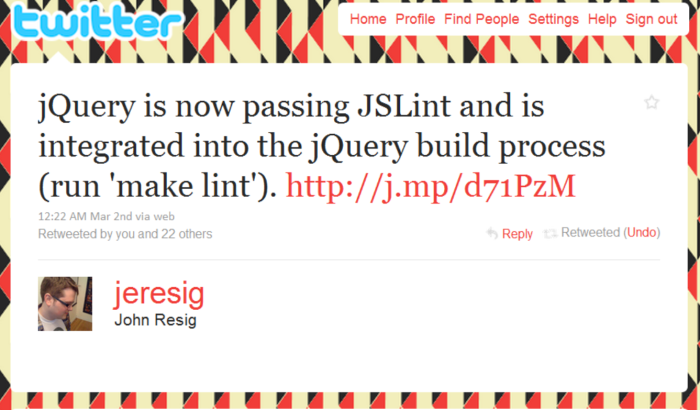 twitter
Home Profile Find People Settings Help Sign out
jQuery is now passing JSLint and is
integrated into the jQuery build process
(run 'make lint'). http://j.mp/d71PzM
12:22 AM Mar 2nd via web
Retweeted by you and 22 others
Reply Retweeted (Undo)
jeresig
John Resig